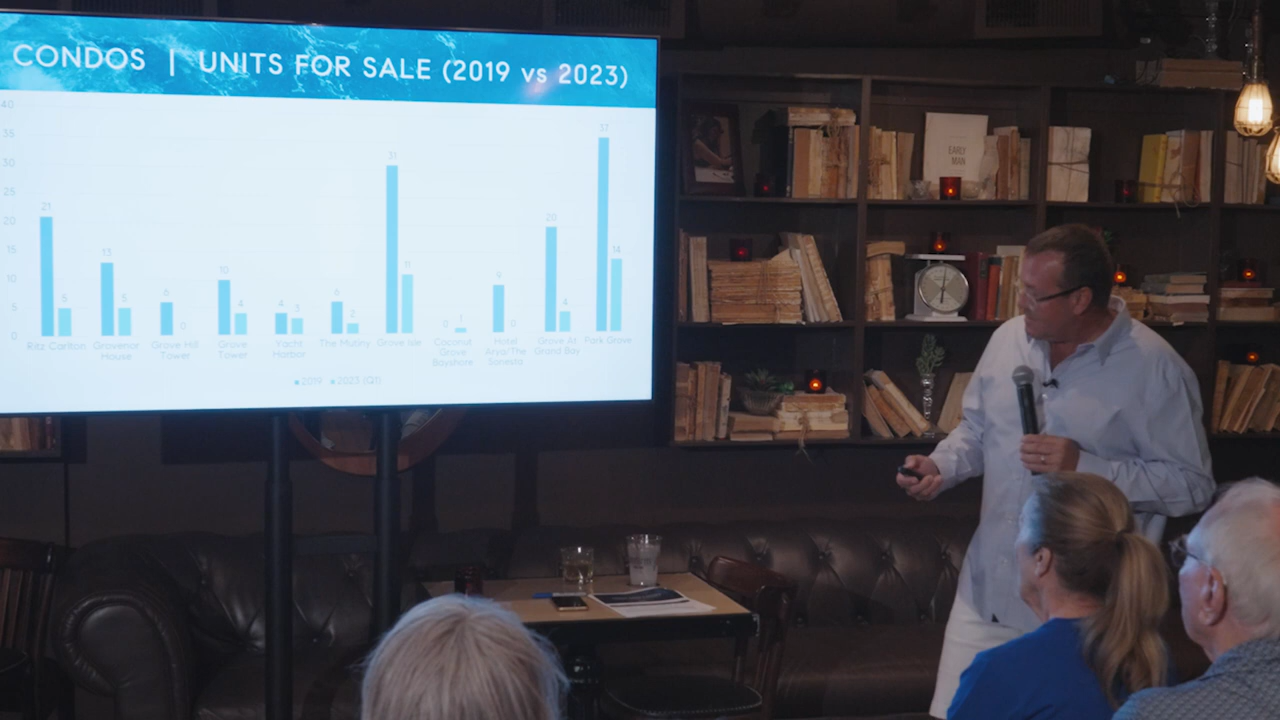 CONDOS | UNITS FOR SALE (2019 vs 2023)
40
35
30
25
20
15
10
5
0
21 5
13 5
6 0
10 4
4 3
6 2
31 11
0 1
9 0
20 4
37 14
Ritz Carlton
Grovenor
House
Grove Hill
Tower
Grove
Tower
Yacht
Harbor
The Mutiny
Grove Isle
Coconut
Grove
Bayshore
Hotel
Arya/The
Sonesta
Grove At
Grand Bay
Park Grove
2019 2023 (Q1)
EARLY
MAN